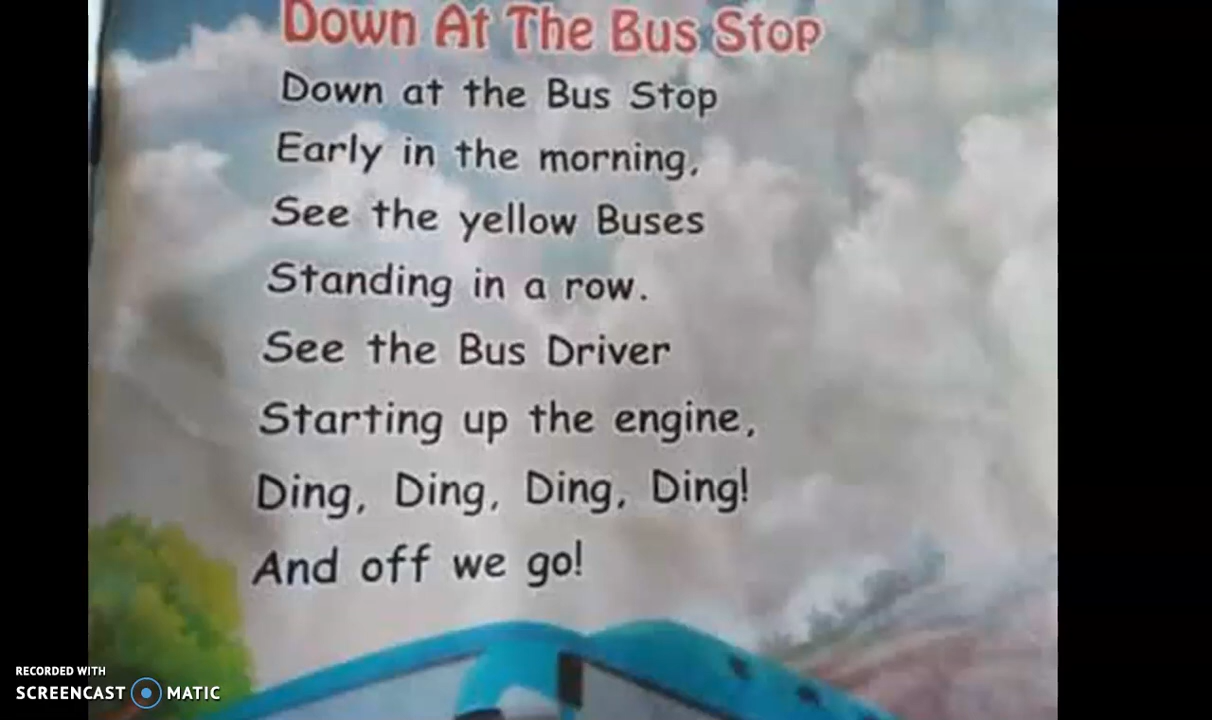 Down At The Bus Stop
Down at the Bus Stop
Early in the morning,
See the yellow Buses
Standing in a row.
See the Bus Driver
Starting up the engine,
Ding, Ding, Ding, Ding!
And off we go!
RECORDED WITH
SCREENCAST MATIC